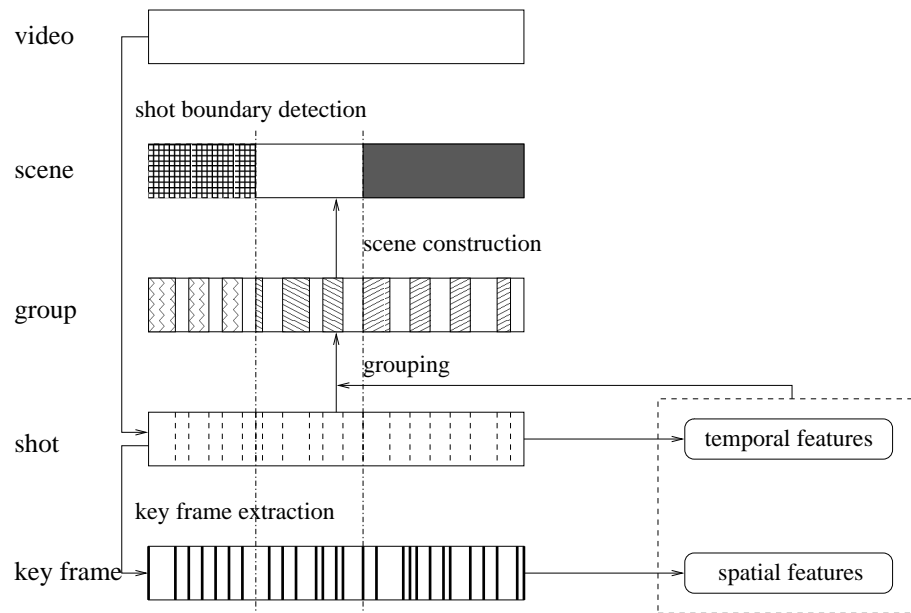 video
shot boundary detection
scene
scene construction
group
grouping
shot
temporal features
key frame extraction
key frame
spatial features